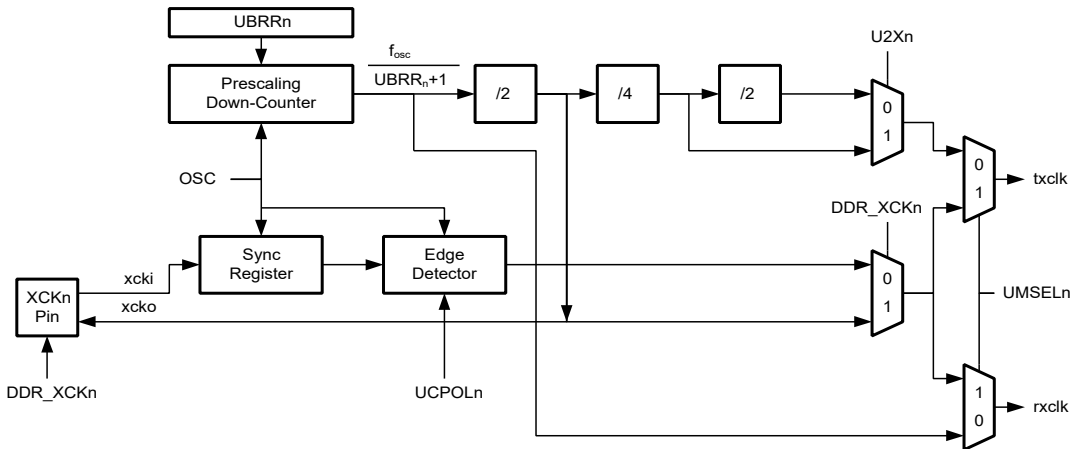 UBRRn
U2Xn
fosc
Prescaling
Down-Counter
UBRRn+1
/2
/4
/2
0
1
0
1
txclk
OSC
DDR_XCKn
Sync
Register
Edge
Detector
xcki
0
1
UMSELn
XCKn
Pin
xcko
DDR_XCKn
UCPOLn
1
0
rxclk